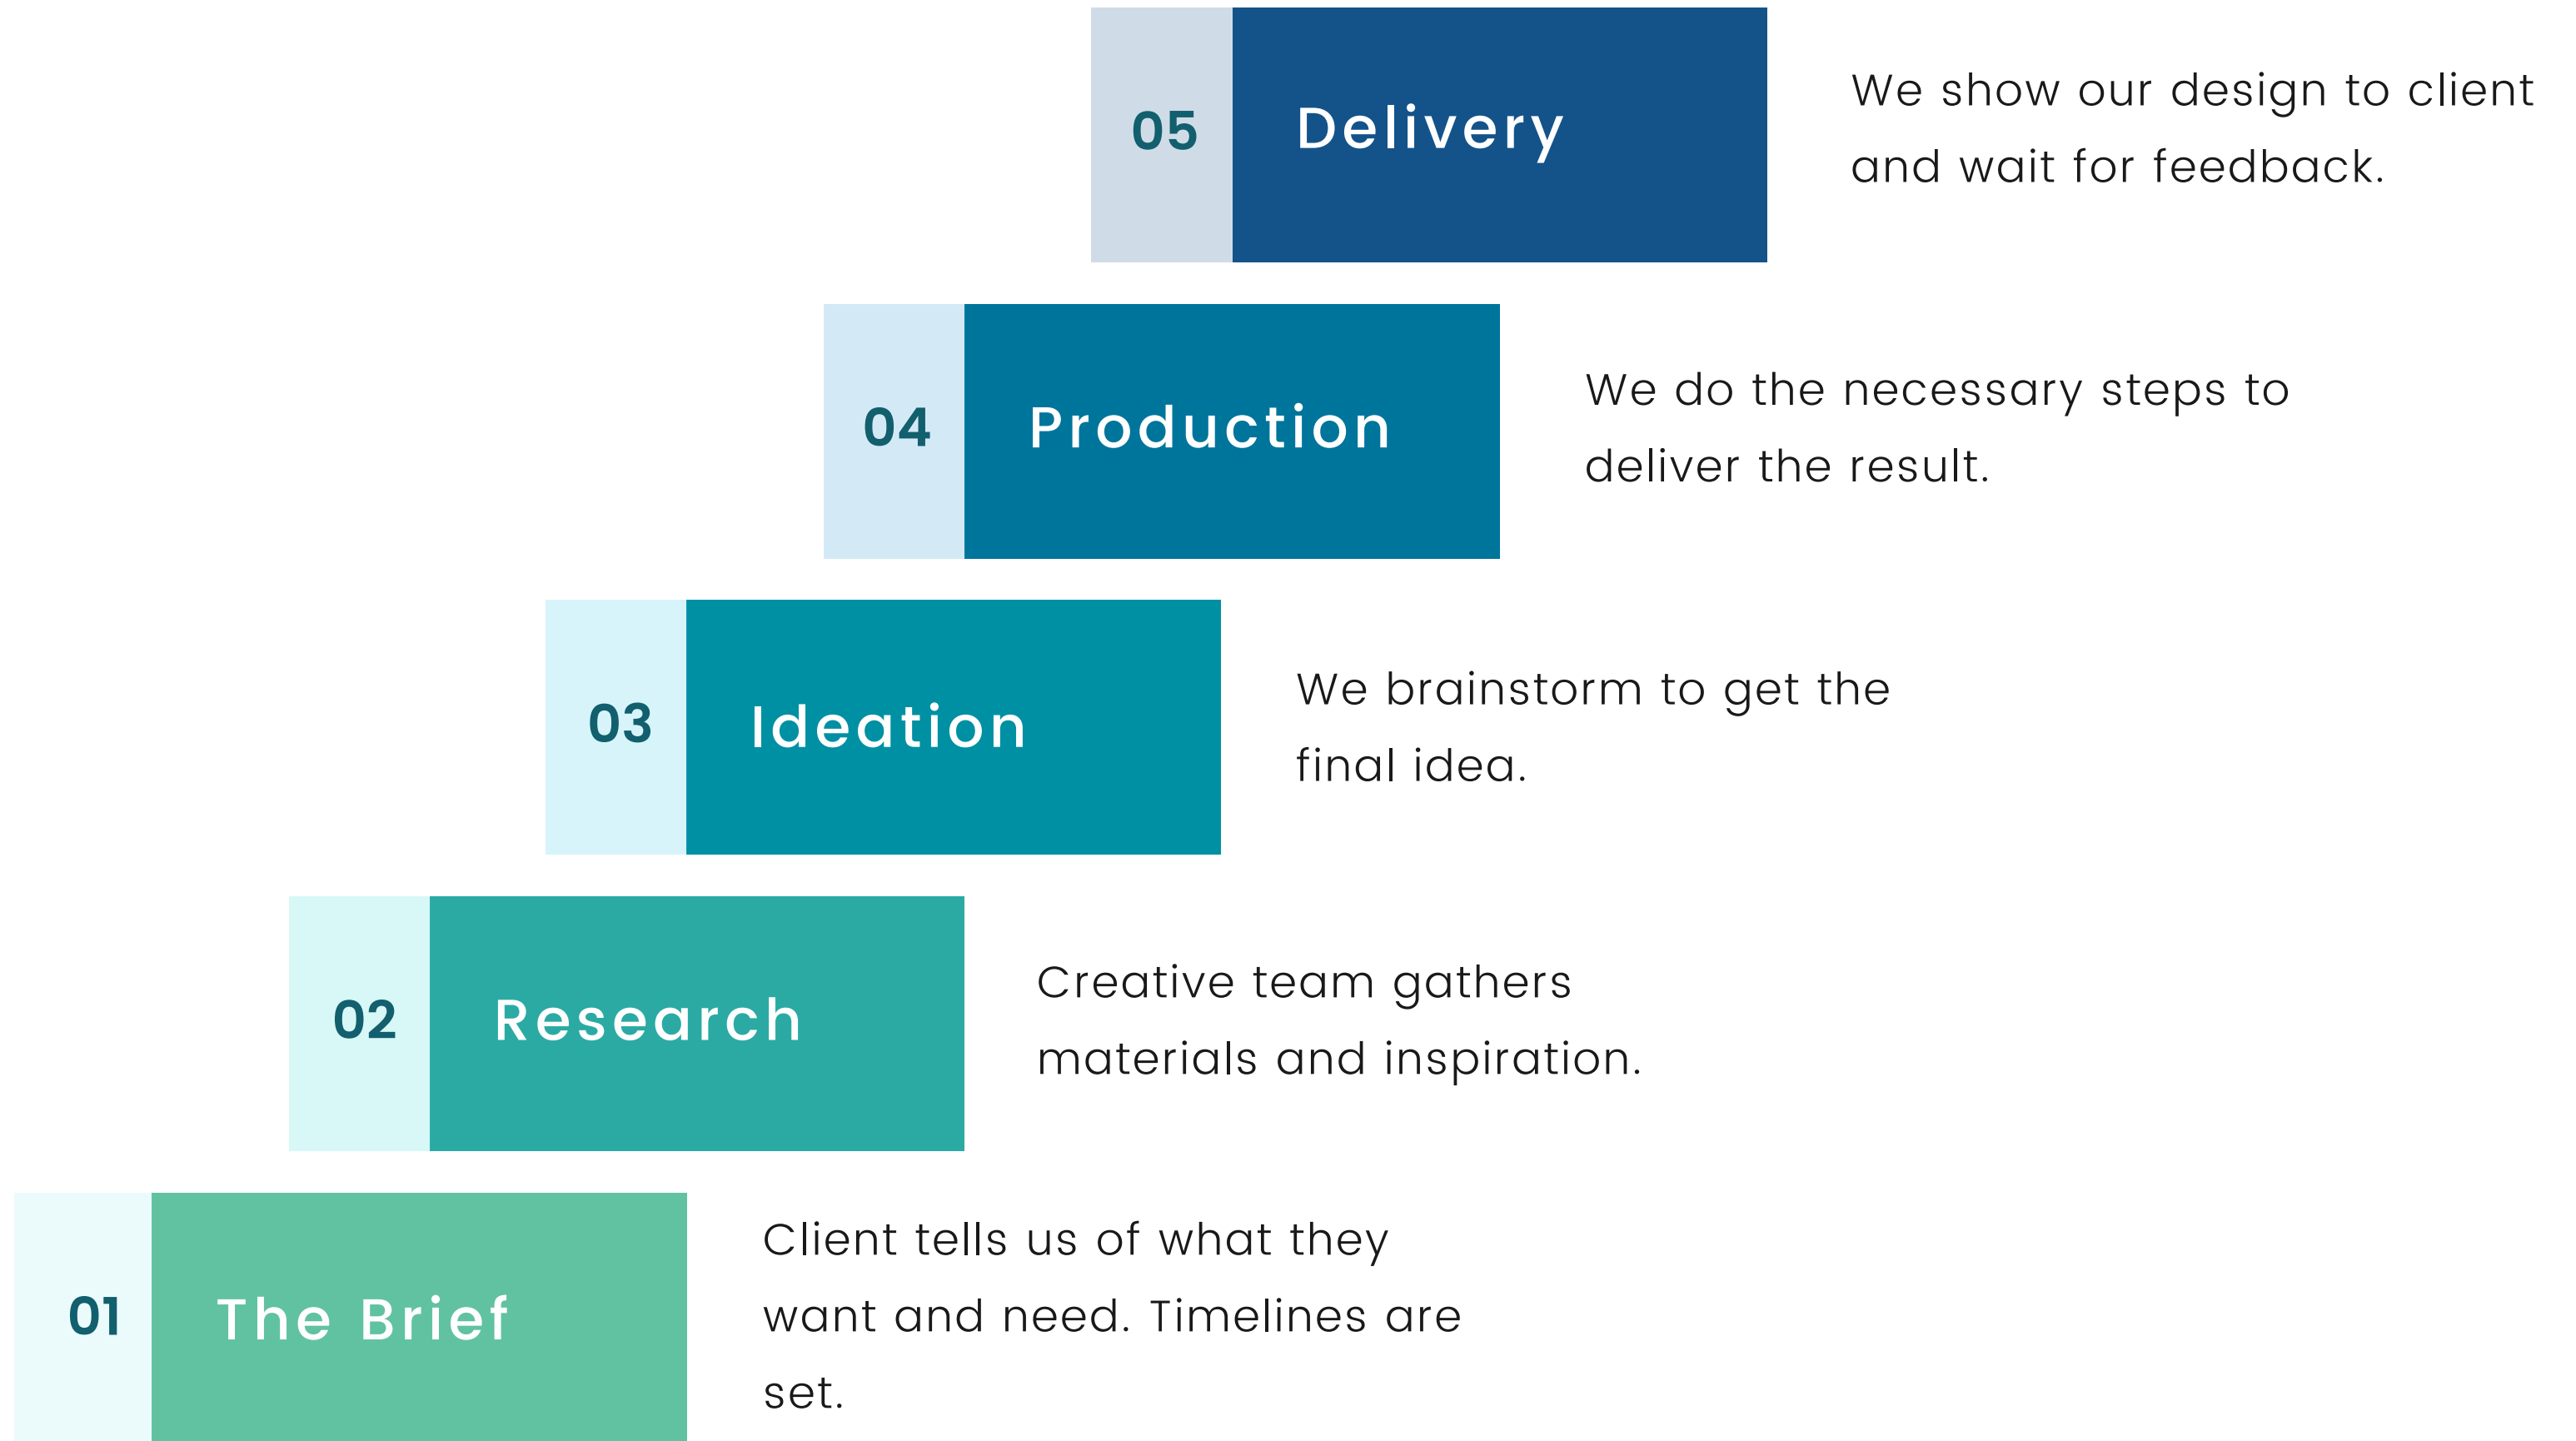 05
Delivery
We show our design to client
and wait for feedback.
04
Production
We do the necessary steps to
deliver the result.
03
Ideation
We brainstorm to get the
final idea.
02
Research
Creative team gathers
materials and inspiration.
01
The Brief
Client tells us of what they
want and need. Timelines are
set.